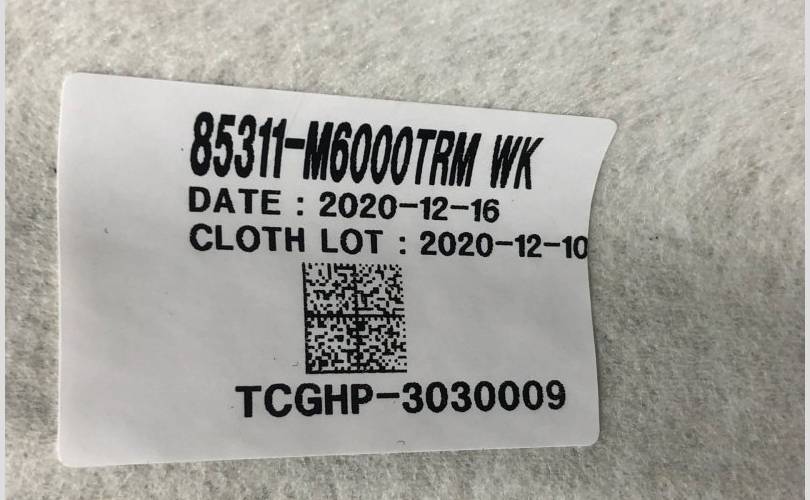 85311-M6000TRM WK
DATE : 2020-12-16
CLOTH LOT : 2020-12-10
TCGHP-3030009